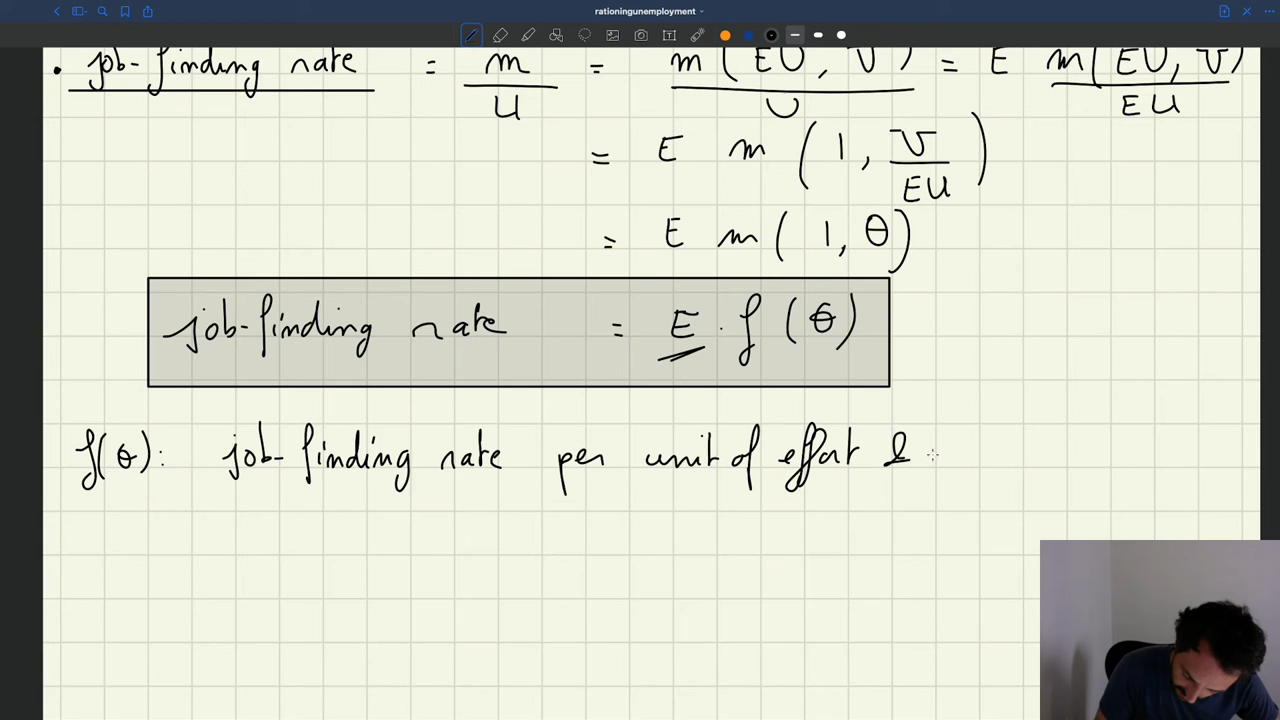 rationingunemployment
• job-finding rate = m/U = m(EU, V)/U = E m(EU, V)/EU
= E m (1, V/EU)
= E m(1, θ)
job-finding rate = E · f(θ)
f(θ): job-finding rate per unit of effort &